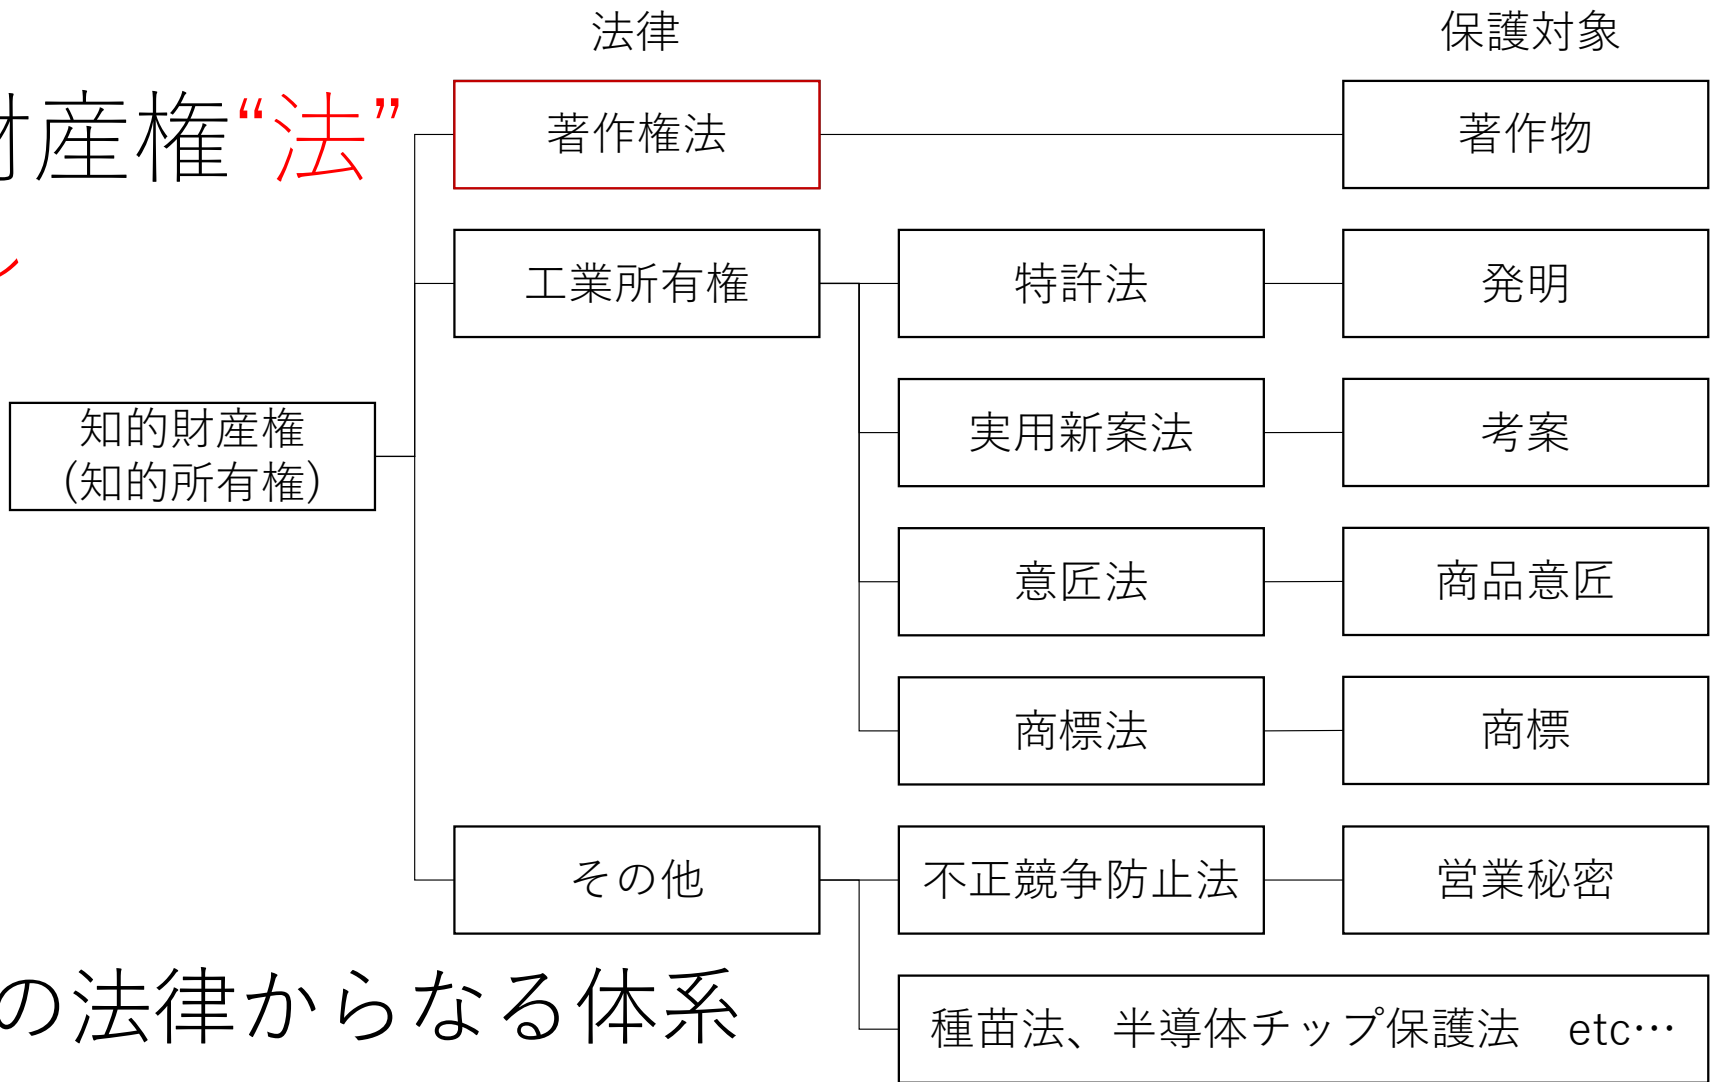 法律
保護対象
財産権“法”
著作権法
著作物
工業所有権
特許法
発明
実用新案法
考案
知的財産権
(知的所有権)
意匠法
商品意匠
商標法
商標
その他
不正競争防止法
営業秘密
の法律からなる体系
種苗法、半導体チップ保護法　etc…